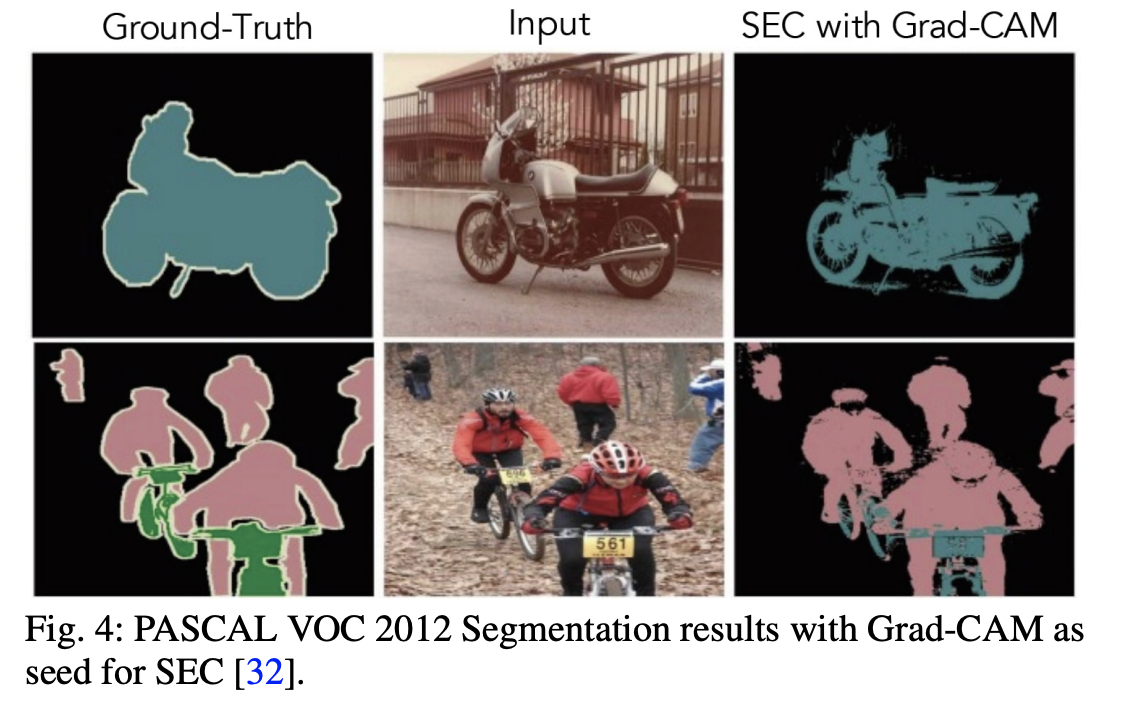 Ground-Truth
Input
SEC with Grad-CAM
561
Fig. 4: PASCAL VOC 2012 Segmentation results with Grad-CAM as
seed for SEC [32].